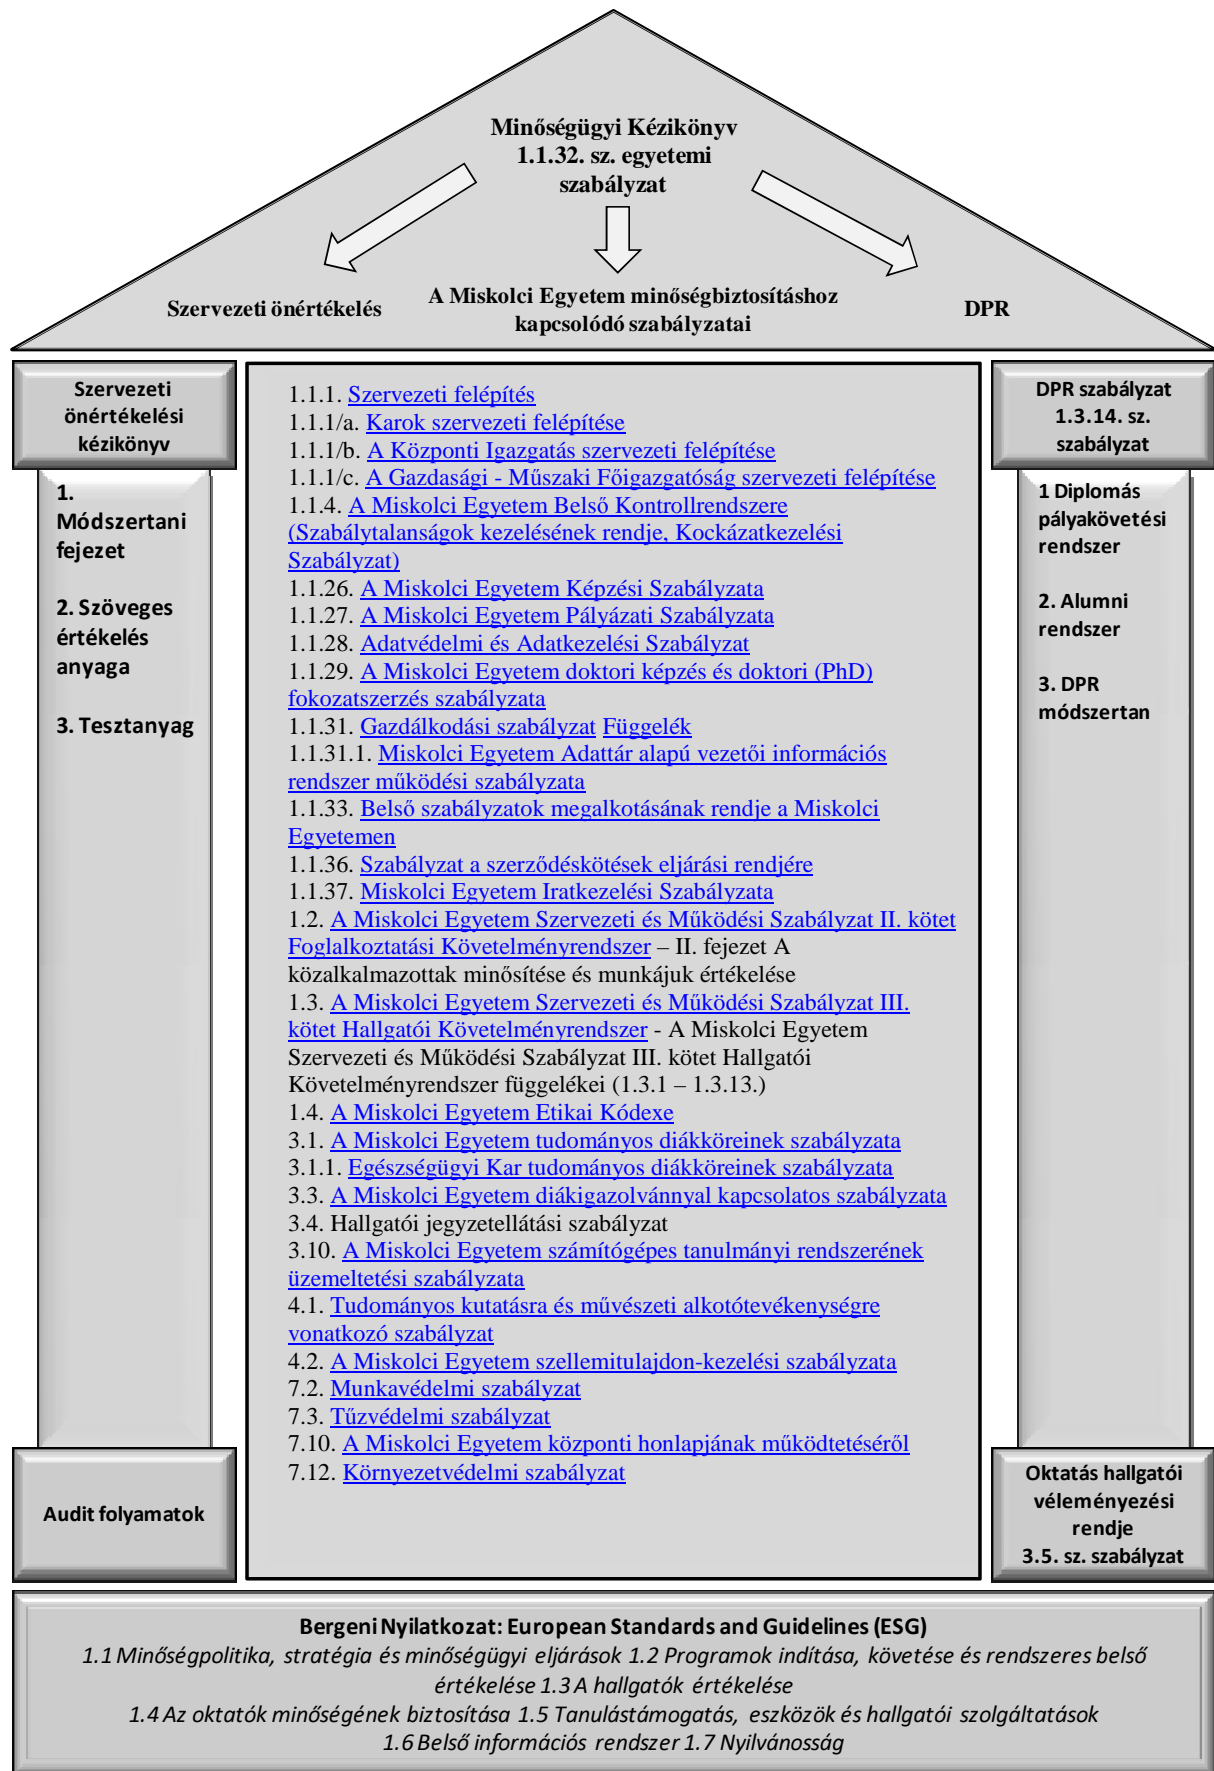 Minőségügyi Kézikönyv
1.1.32. sz. egyetemi
szabályzat
Szervezeti önértékelés
A Miskolci Egyetem minőségbiztosításhoz
kapcsolódó szabályzatai
DPR
Szervezeti
önértékelési
kézikönyv
1.
Módszertani
fejezet
2. Szöveges
értékelés
anyaga
3. Tesztanyag
Audit folyamatok
1.1.1. Szervezeti felépítés
1.1.1/a. Karok szervezeti felépítése
1.1.1/b. A Központi Igazgatás szervezeti felépítése
1.1.1/c. A Gazdasági - Műszaki Főigazgatóság szervezeti felépítése
1.1.4. A Miskolci Egyetem Belső Kontrollrendszere
(Szabálytalanságok kezelésének rendje, Kockázatkezelési
Szabályzat)
1.1.26. A Miskolci Egyetem Képzési Szabályzata
1.1.27. A Miskolci Egyetem Pályázati Szabályzata
1.1.28. Adatvédelmi és Adatkezelési Szabályzat
1.1.29. A Miskolci Egyetem doktori képzés és doktori (PhD)
fokozatszerzés szabályzata
1.1.31. Gazdálkodási szabályzat Függelék
1.1.31.1. Miskolci Egyetem Adattár alapú vezetői információs
rendszer működési szabályzata
1.1.33. Belső szabályzatok megalkotásának rendje a Miskolci
Egyetemen
1.1.36. Szabályzat a szerződéskötések eljárási rendjére
1.1.37. Miskolci Egyetem Iratkezelési Szabályzata
1.2. A Miskolci Egyetem Szervezeti és Működési Szabályzat II. kötet
Foglalkoztatási Követelményrendszer – II. fejezet A
közalkalmazottak minősítése és munkájuk értékelése
1.3. A Miskolci Egyetem Szervezeti és Működési Szabályzat III.
kötet Hallgatói Követelményrendszer - A Miskolci Egyetem
Szervezeti és Működési Szabályzat III. kötet Hallgatói
Követelményrendszer függelékei (1.3.1 – 1.3.13.)
1.4. A Miskolci Egyetem Etikai Kódexe
3.1. A Miskolci Egyetem tudományos diákköreinek szabályzata
3.1.1. Egészségügyi Kar tudományos diákköreinek szabályzata
3.3. A Miskolci Egyetem diákigazolvánnyal kapcsolatos szabályzata
3.4. Hallgatói jegyzetellátási szabályzat
3.10. A Miskolci Egyetem számítógépes tanulmányi rendszerének
üzemeltetési szabályzata
4.1. Tudományos kutatásra és művészeti alkotótevékenységre
vonatkozó szabályzat
4.2. A Miskolci Egyetem szellemitulajdon-kezelési szabályzata
7.2. Munkavédelmi szabályzat
7.3. Tűzvédelmi szabályzat
7.10. A Miskolci Egyetem központi honlapjának működtetéséről
7.12. Környezetvédelmi szabályzat
DPR szabályzat
1.3.14. sz.
szabályzat
1 Diplomás
pályakövetési
rendszer
2. Alumni
rendszer
3. DPR
módszertan
Oktatás hallgatói
véleményezési
rendje
3.5. sz. szabályzat
Bergeni Nyilatkozat: European Standards and Guidelines (ESG)
1.1 Minőségpolitika, stratégia és minőségügyi eljárások 1.2 Programok indítása, követése és rendszeres belső
értékelése 1.3 A hallgatók értékelése
1.4 Az oktatók minőségének biztosítása 1.5 Tanulástámogatás, eszközök és hallgatói szolgáltatások
1.6 Belső információs rendszer 1.7 Nyilvánosság